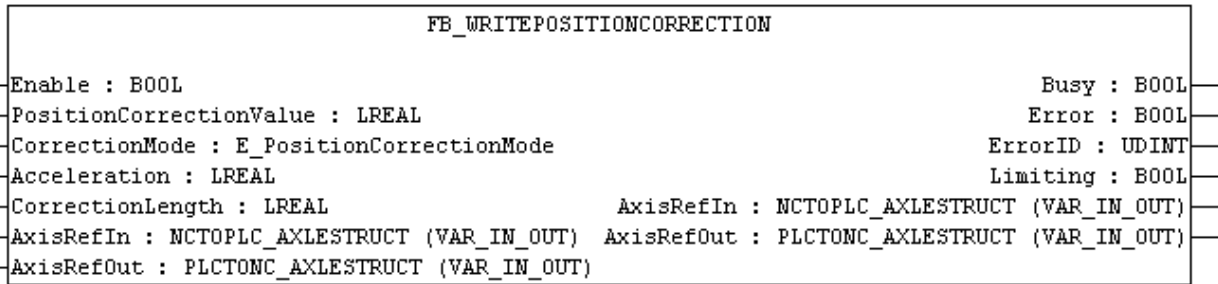 FB_WRITEPOSITIONCORRECTION
Enable : BOOL Busy : BOOL
PositionCorrectionValue : LREAL Error : BOOL
CorrectionMode : E_PositionCorrectionMode ErrorID : UDINT
Acceleration : LREAL Limiting : BOOL
CorrectionLength : LREAL AxisRefIn : NCTOPLC_AXLESTRUCT (VAR_IN_OUT)
AxisRefIn : NCTOPLC_AXLESTRUCT (VAR_IN_OUT) AxisRefOut : PLCTONC_AXLESTRUCT (VAR_IN_OUT)
AxisRefOut : PLCTONC_AXLESTRUCT (VAR_IN_OUT)